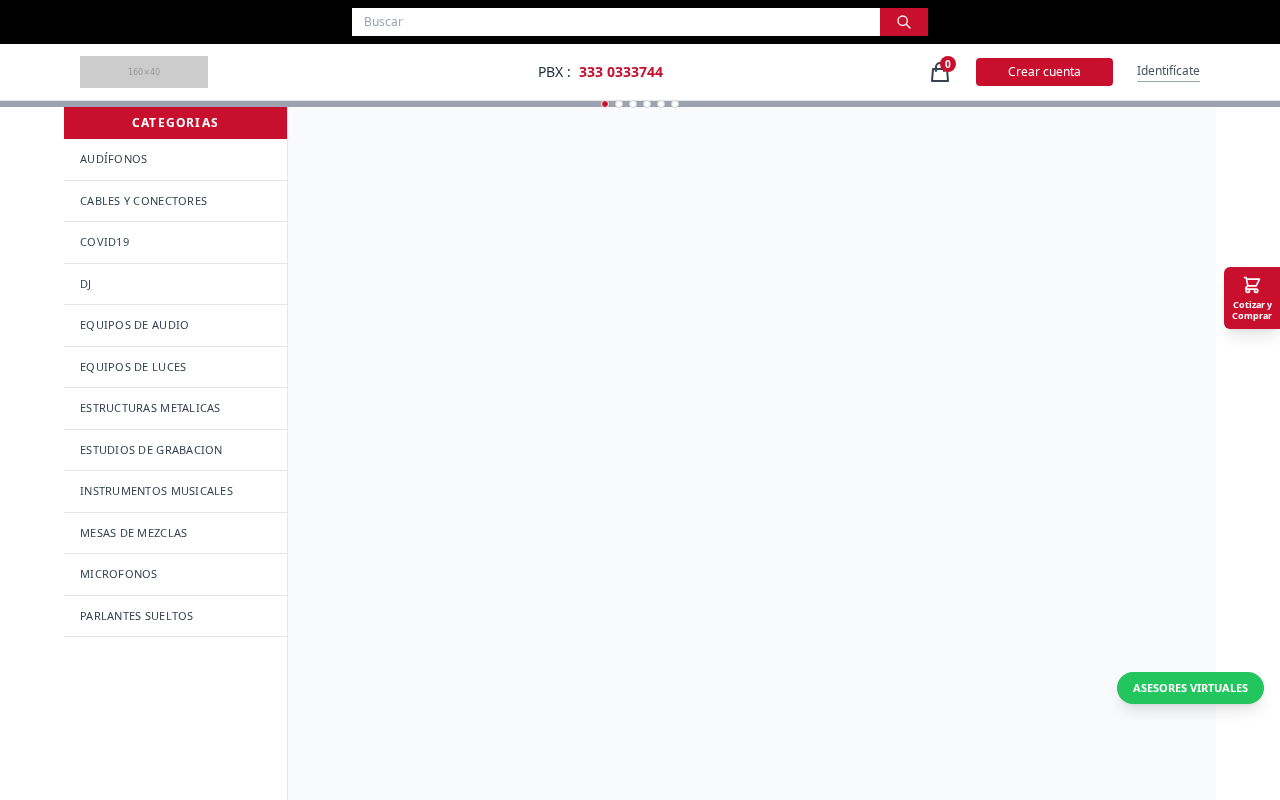 Buscar
160×40
PBX : 333 0333744
0
Crear cuenta
Identifícate
CATEGORIAS
AUDÍFONOS
CABLES Y CONECTORES
COVID19
DJ
EQUIPOS DE AUDIO
EQUIPOS DE LUCES
ESTRUCTURAS METALICAS
ESTUDIOS DE GRABACION
INSTRUMENTOS MUSICALES
MESAS DE MEZCLAS
MICROFONOS
PARLANTES SUELTOS
Cotizar y
Comprar
ASESORES VIRTUALES